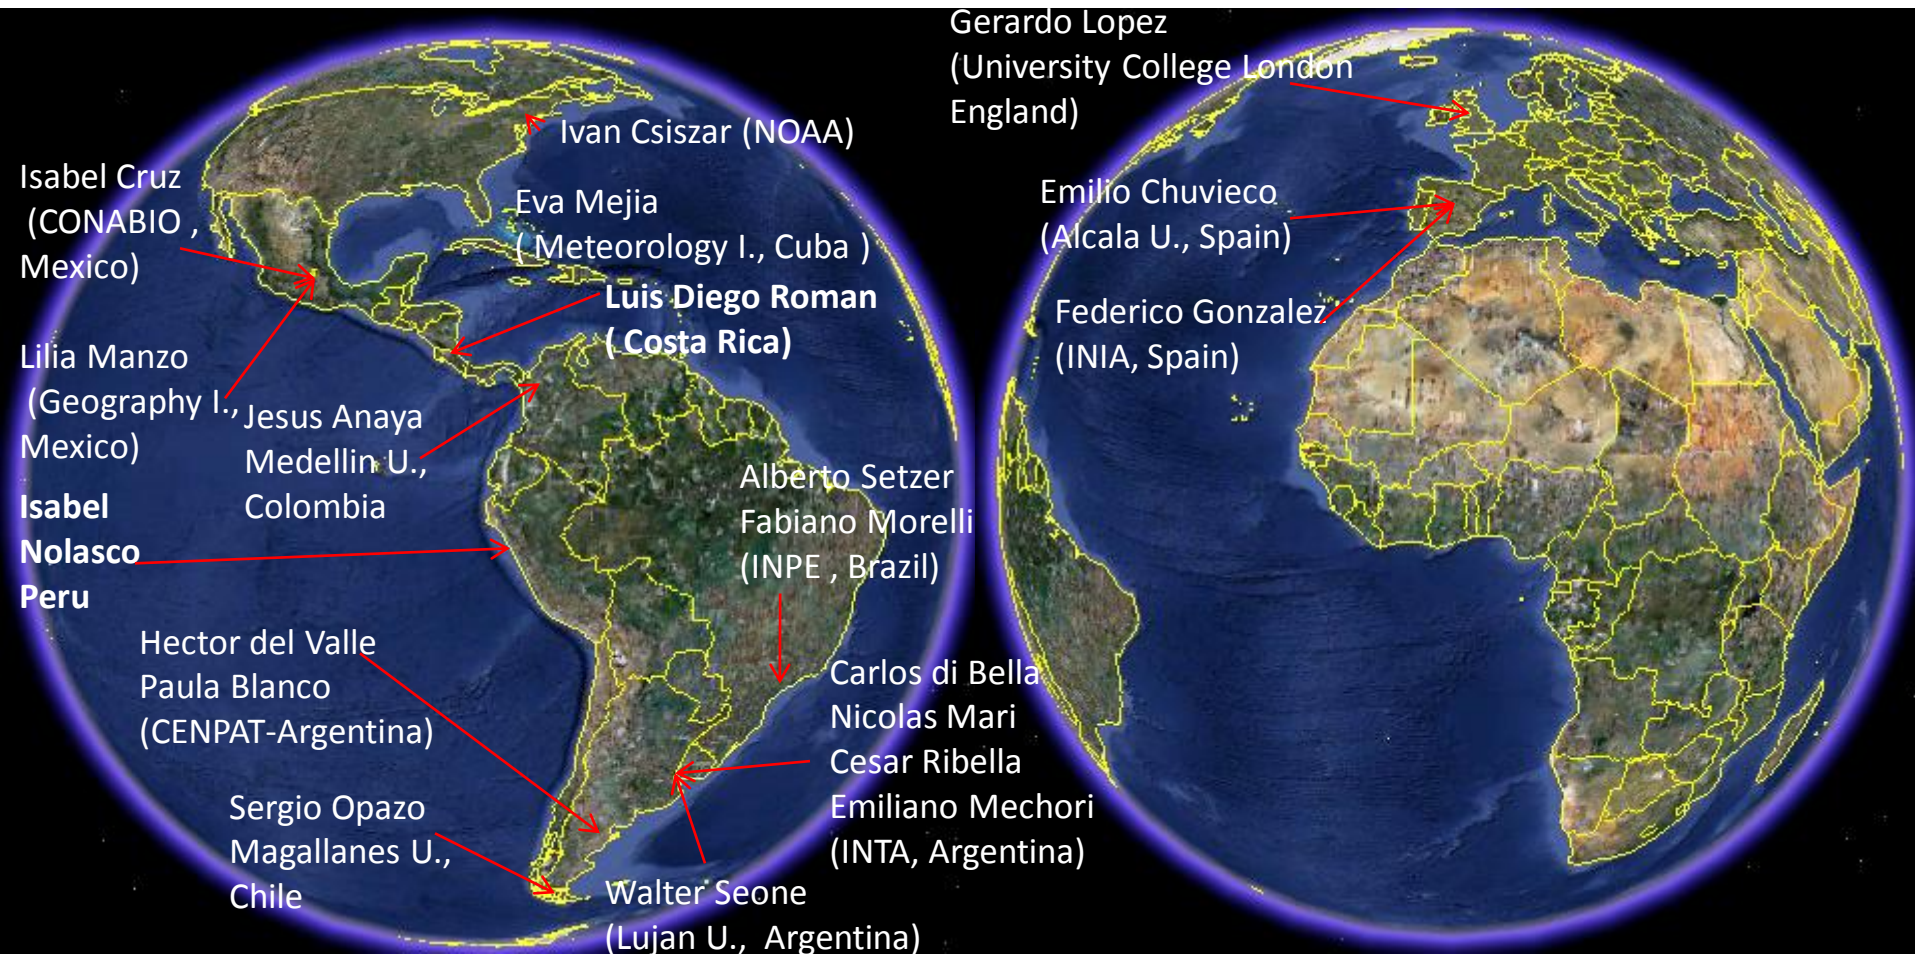 Gerardo Lopez
(University College London
England)
Ivan Csiszar (NOAA)
Isabel Cruz
(CONABIO ,
Mexico)
Eva Mejia
( Meteorology I., Cuba )
Emilio Chuvieco
(Alcala U., Spain)
Luis Diego Roman
( Costa Rica)
Federico Gonzalez
(INIA, Spain)
Lilia Manzo
(Geography I.,
Mexico)
Jesus Anaya
Medellin U.,
Colombia
Alberto Setzer
Fabiano Morelli
(INPE , Brazil)
Isabel
Nolasco
Peru
Hector del Valle
Paula Blanco
(CENPAT-Argentina)
Carlos di Bella
Nicolas Mari
Cesar Ribella
Emiliano Mechori
(INTA, Argentina)
Sergio Opazo
Magallanes U.,
Chile
Walter Seone
(Lujan U., Argentina)